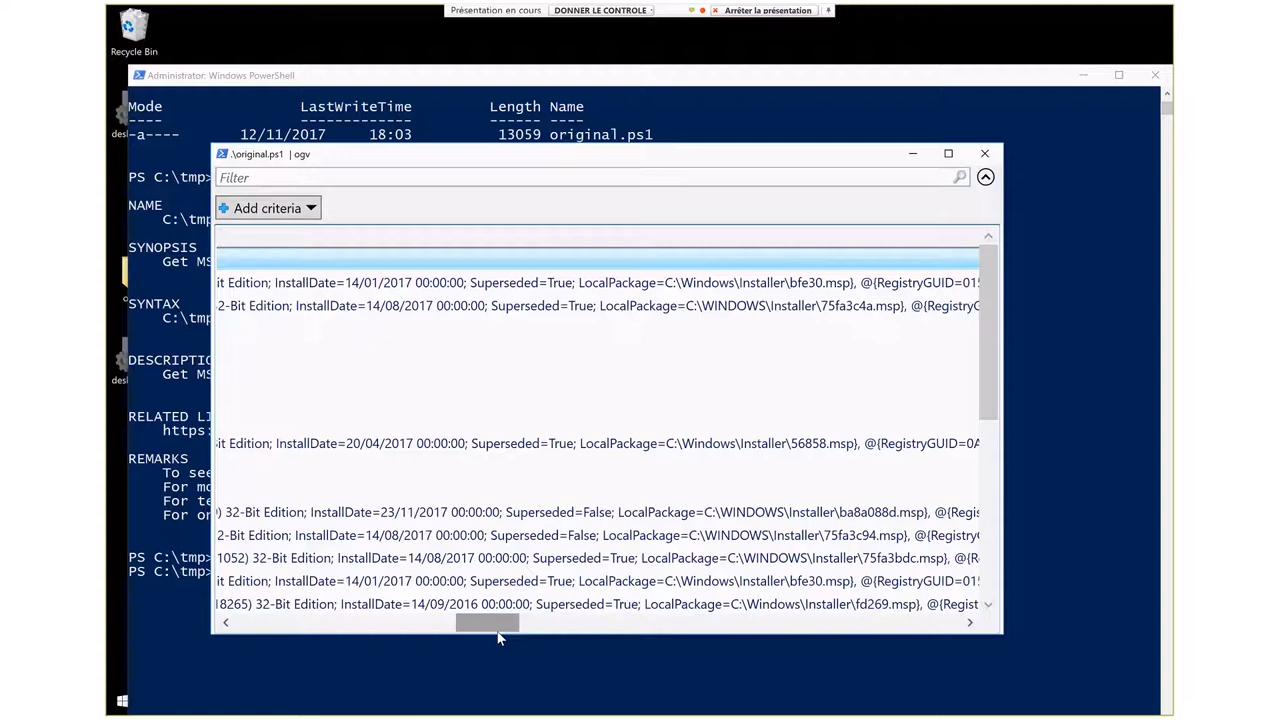 Présentation en cours DONNER LE CONTROLE Arrêter la présentation
Recycle Bin
Administrator: Windows PowerShell
Mode LastWriteTime Length Name
---- ------------- ------ ----
-a---- 12/11/2017 18:03 13059 original.ps1
.\original.ps1 | ogv
PS C:\tmp>
Filter
NAME
Add criteria
C:\tmp
SYNOPSIS
Get MS
it Edition; InstallDate=14/01/2017 00:00:00; Superseded=True; LocalPackage=C:\Windows\Installer\bfe30.msp}, @{RegistryGUID=015
SYNTAX
2-Bit Edition; InstallDate=14/08/2017 00:00:00; Superseded=True; LocalPackage=C:\WINDOWS\Installer\75fa3c4a.msp}, @{RegistryG
C:\tmp
DESCRIPTIO
Get MS
RELATED LI
https:
it Edition; InstallDate=20/04/2017 00:00:00; Superseded=True; LocalPackage=C:\Windows\Installer\56858.msp}, @{RegistryGUID=0A
REMARKS
To see
For mo
For te
For on
) 32-Bit Edition; InstallDate=23/11/2017 00:00:00; Superseded=False; LocalPackage=C:\WINDOWS\Installer\ba8a088d.msp}, @{Regis
2-Bit Edition; InstallDate=14/08/2017 00:00:00; Superseded=False; LocalPackage=C:\WINDOWS\Installer\75fa3c94.msp}, @{Registry
PS C:\tmp>
1052) 32-Bit Edition; InstallDate=14/08/2017 00:00:00; Superseded=True; LocalPackage=C:\WINDOWS\Installer\75fa3bdc.msp}, @{R
PS C:\tmp>
it Edition; InstallDate=14/01/2017 00:00:00; Superseded=True; LocalPackage=C:\Windows\Installer\bfe30.msp}, @{RegistryGUID=015
18265) 32-Bit Edition; InstallDate=14/09/2016 00:00:00; Superseded=True; LocalPackage=C:\Windows\Installer\fd269.msp}, @{Regist